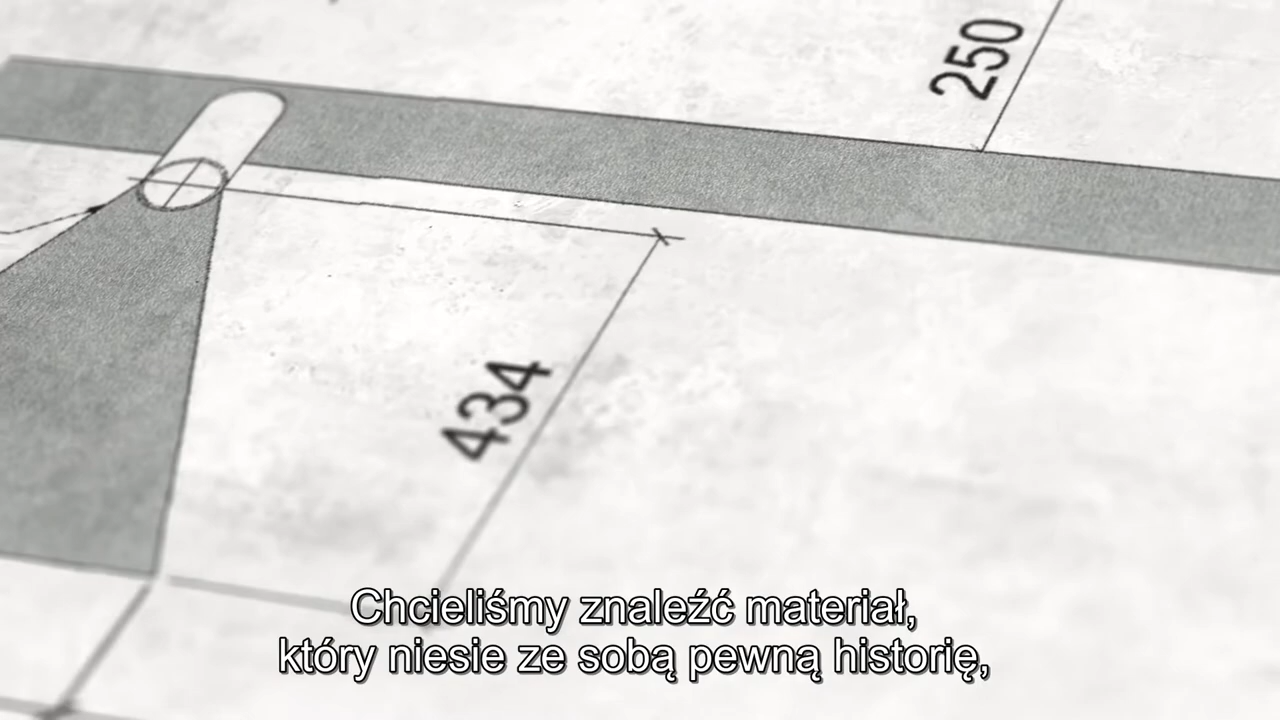 250
434
Chcieliśmy znaleźć materiał,
który niesie ze sobą pewną historię,